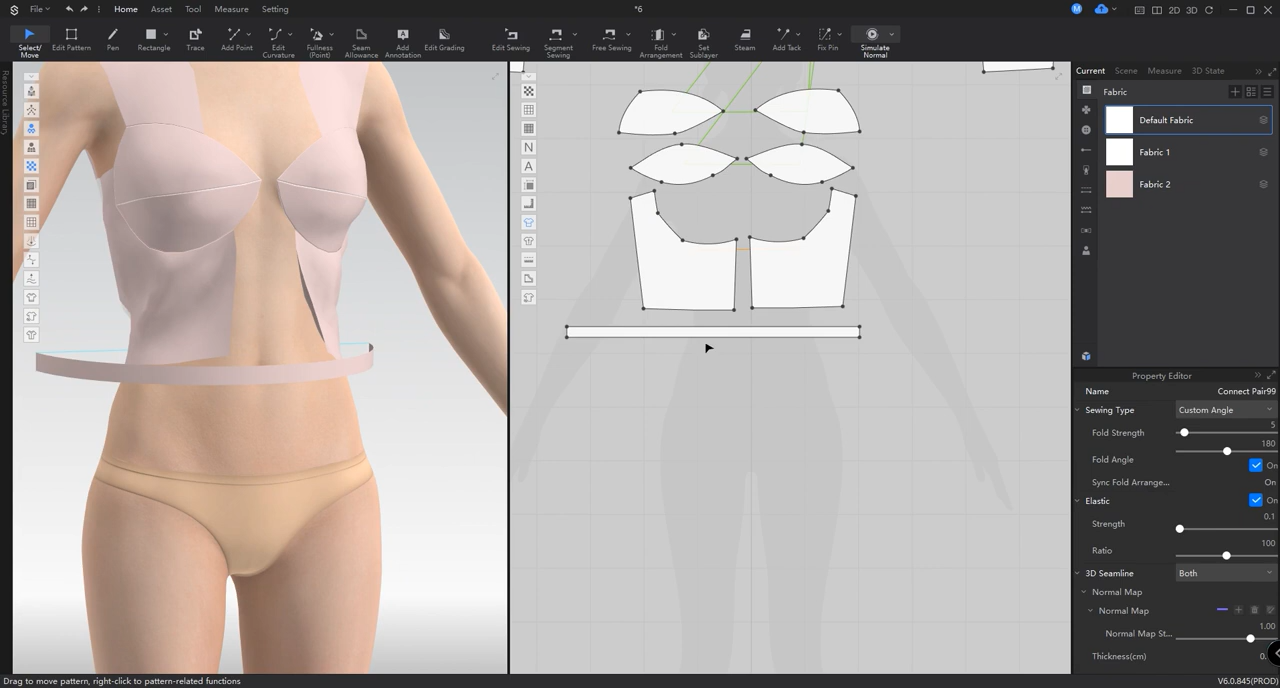 File
Home
Asset
Tool
Measure
Setting
*6
M
2D
3D
Select/
Move
Edit Pattern
Pen
Rectangle
Trace
Add Point
Edit
Curvature
Fullness
(Point)
Seam
Allowance
Add
Annotation
Edit Grading
Edit Sewing
Segment
Sewing
Free Sewing
Fold
Arrangement
Set
Sublayer
Steam
Add Tack
Fix Pin
Simulate
Normal
Resource Library
N
A
Current
Scene
Measure
3D State
Fabric
Default Fabric
Fabric 1
Fabric 2
Property Editor
Name
Connect Pair99
Sewing Type
Custom Angle
Fold Strength
5
Fold Angle
180
On
Sync Fold Arrange...
On
Elastic
On
Strength
0.1
Ratio
100
3D Seamline
Both
Normal Map
Normal Map
Normal Map St...
1.00
Thickness(cm)
0.
Drag to move pattern, right-click to pattern-related functions
V6.0.845(PROD)